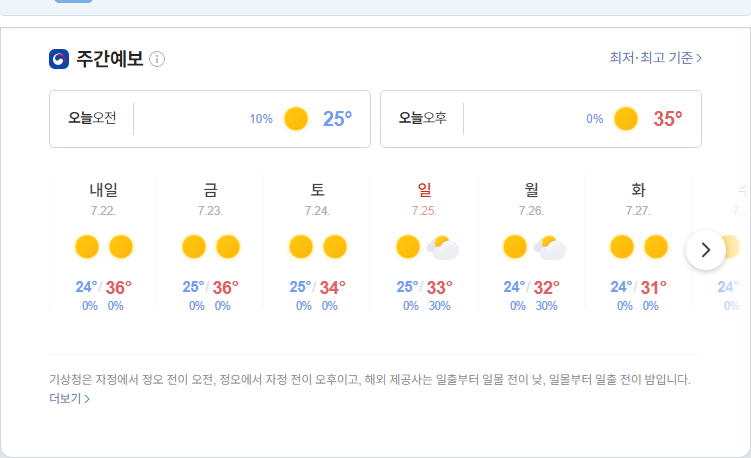 주간예보
최저·최고 기준
오늘오전 10% 25°
오늘오후 0% 35°
내일 금 토 일 월 화
7.22. 7.23. 7.24. 7.25. 7.26. 7.27.
24°/36° 25°/36° 25°/34° 25°/33° 24°/32° 24°/31° 24°
0% 0% 0% 0% 0% 0% 0% 30% 0% 30% 0% 0% 0%
기상청은 자정에서 정오 전이 오전, 정오에서 자정 전이 오후이고, 해외 제공사는 일출부터 일몰 전이 낮, 일몰부터 일출 전이 밤입니다.
더보기